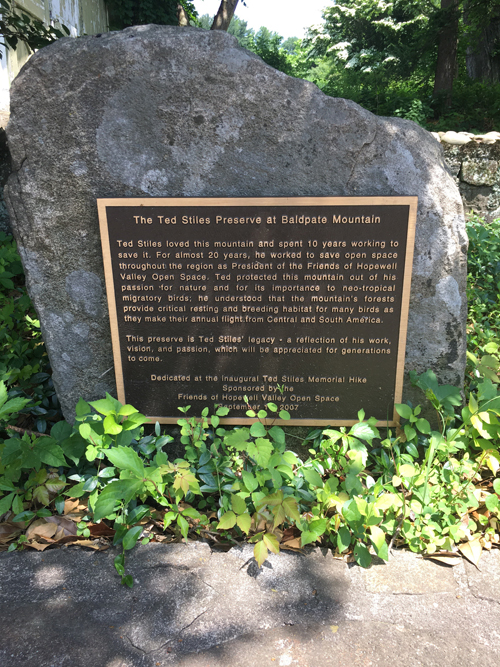 The Ted Stiles Preserve at Baldpate Mountain
Ted Stiles loved this mountain and spent 10 years working to
save it. For almost 20 years, he worked to save open space
throughout the region as President of the Friends of Hopewell
Valley Open Space. Ted protected this mountain out of his
passion for nature and for its importance to neo-tropical
migratory birds; he understood that the mountain's forests
provide critical resting and breeding habitat for many birds as
they make their annual flight from Central and South America.
This preserve is Ted Stiles' legacy - a reflection of his work,
vision, and passion, which will be appreciated for generations
to come.
Dedicated at the Inaugural Ted Stiles Memorial Hike
Sponsored by the
Friends of Hopewell Valley Open Space
September 2007